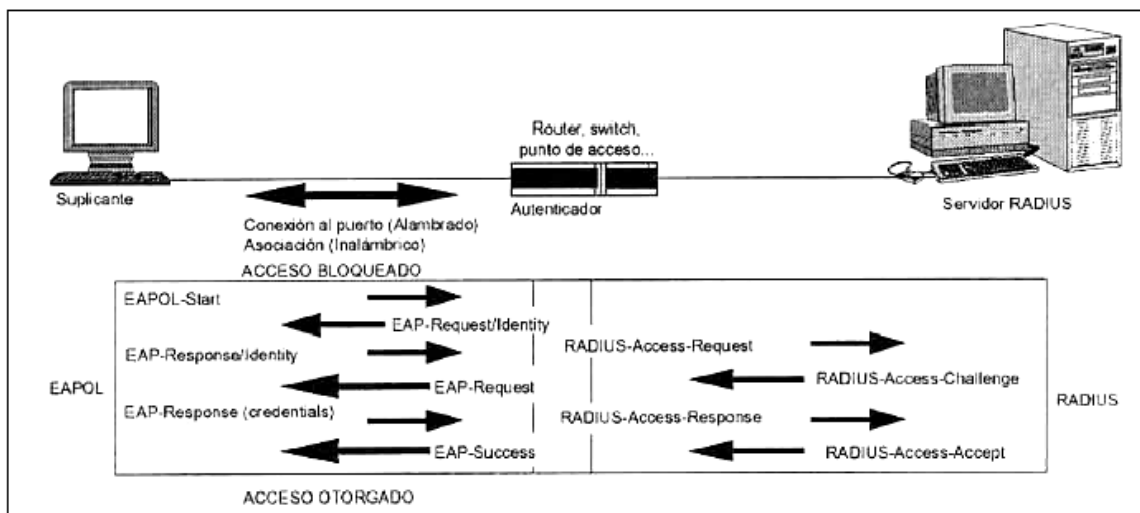 Router, switch,
punto de acceso...
Suplicante
Autenticador
Servidor RADIUS
Conexión al puerto (Alambrado)
Asociación (Inalámbrico)
ACCESO BLOQUEADO
EAPOL-Start
EAP-Request/Identity
EAP-Response/Identity
RADIUS-Access-Request
EAPOL
EAP-Request
RADIUS-Access-Challenge
RADIUS
EAP-Response (credentials)
RADIUS-Access-Response
EAP-Success
RADIUS-Access-Accept
ACCESO OTORGADO